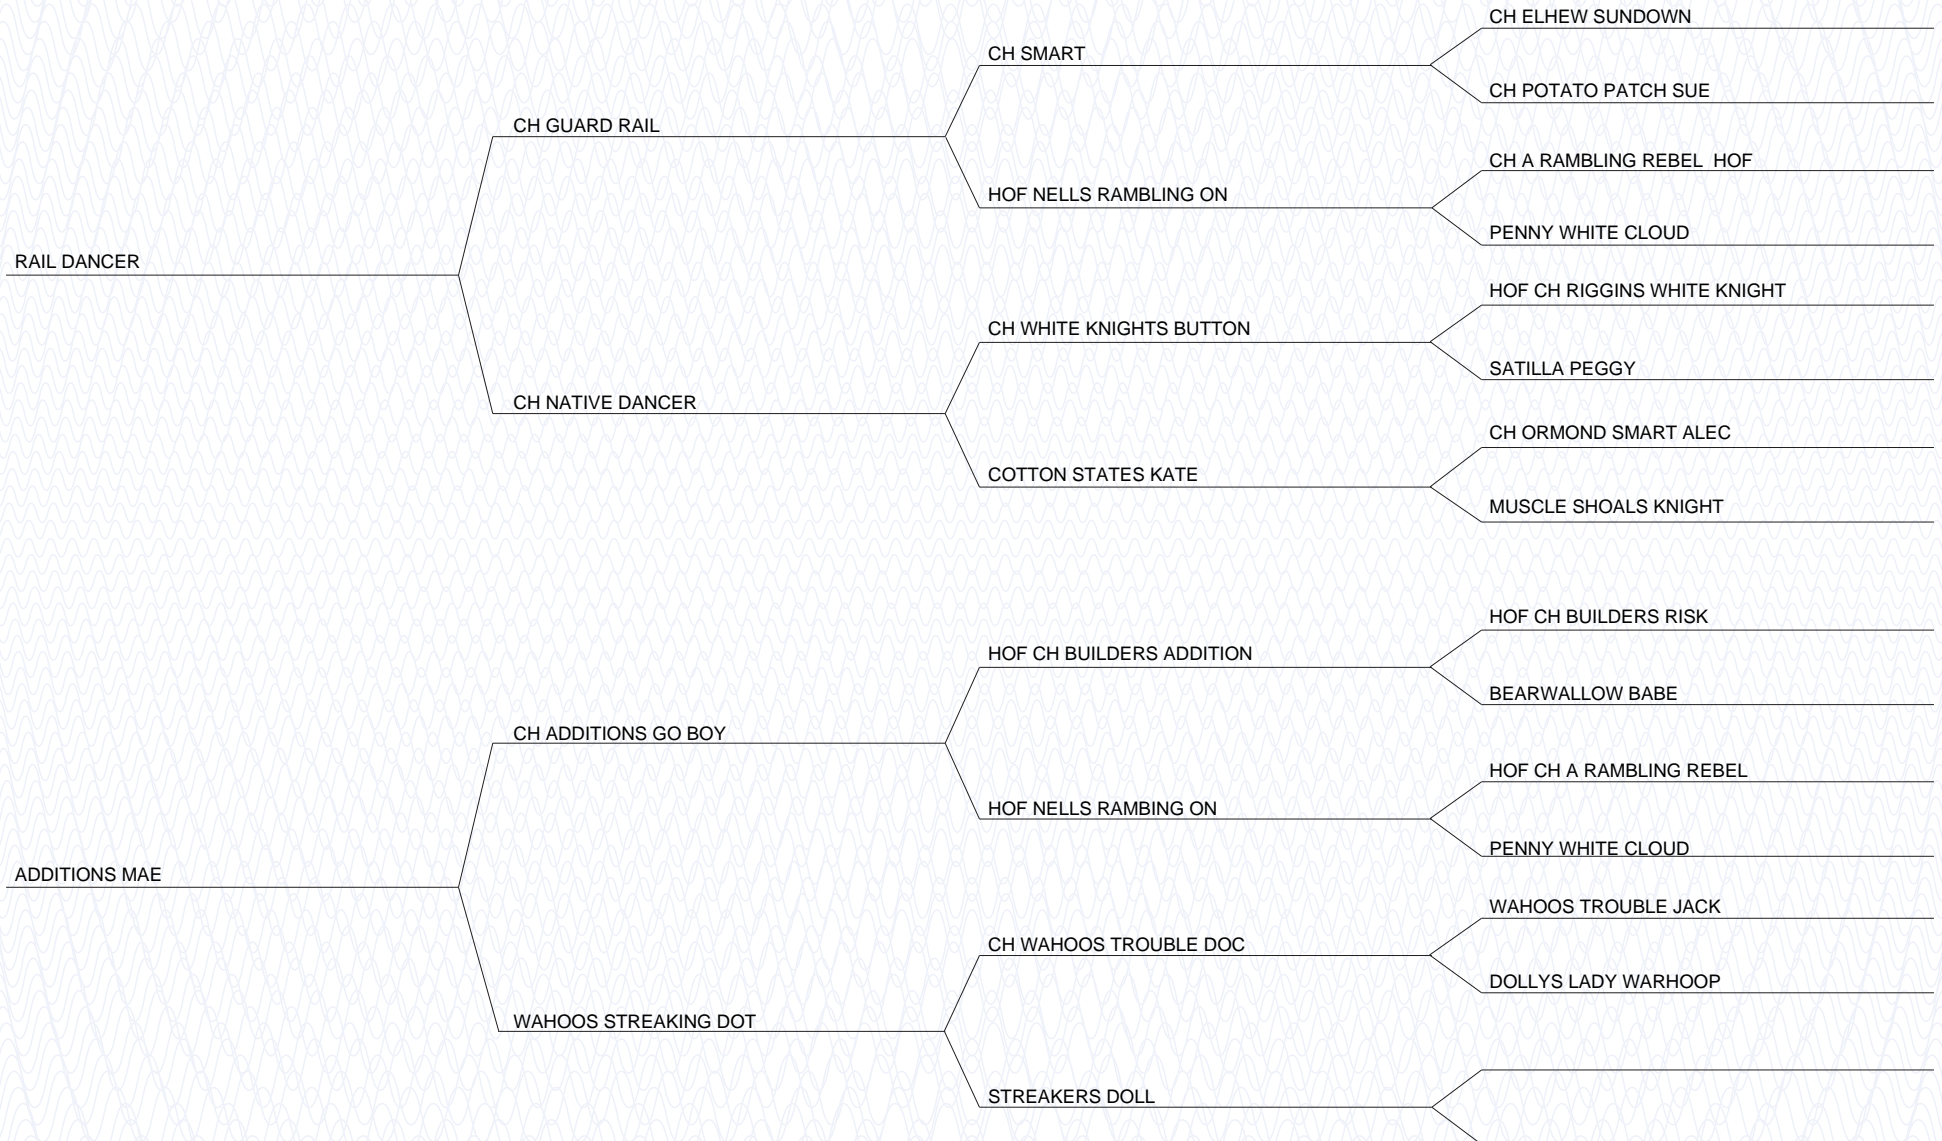 CH ELHEW SUNDOWN
CH SMART
CH POTATO PATCH SUE
CH GUARD RAIL
CH A RAMBLING REBEL  HOF
HOF NELLS RAMBLING ON
PENNY WHITE CLOUD
RAIL DANCER
HOF CH RIGGINS WHITE KNIGHT
CH WHITE KNIGHTS BUTTON
SATILLA PEGGY
CH NATIVE DANCER
CH ORMOND SMART ALEC
COTTON STATES KATE
MUSCLE SHOALS KNIGHT
HOF CH BUILDERS RISK
HOF CH BUILDERS ADDITION
BEARWALLOW BABE
CH ADDITIONS GO BOY
HOF CH A RAMBLING REBEL
HOF NELLS RAMBING ON
PENNY WHITE CLOUD
ADDITIONS MAE
WAHOOS TROUBLE JACK
CH WAHOOS TROUBLE DOC
DOLLYS LADY WARHOOP
WAHOOS STREAKING DOT
STREAKERS DOLL